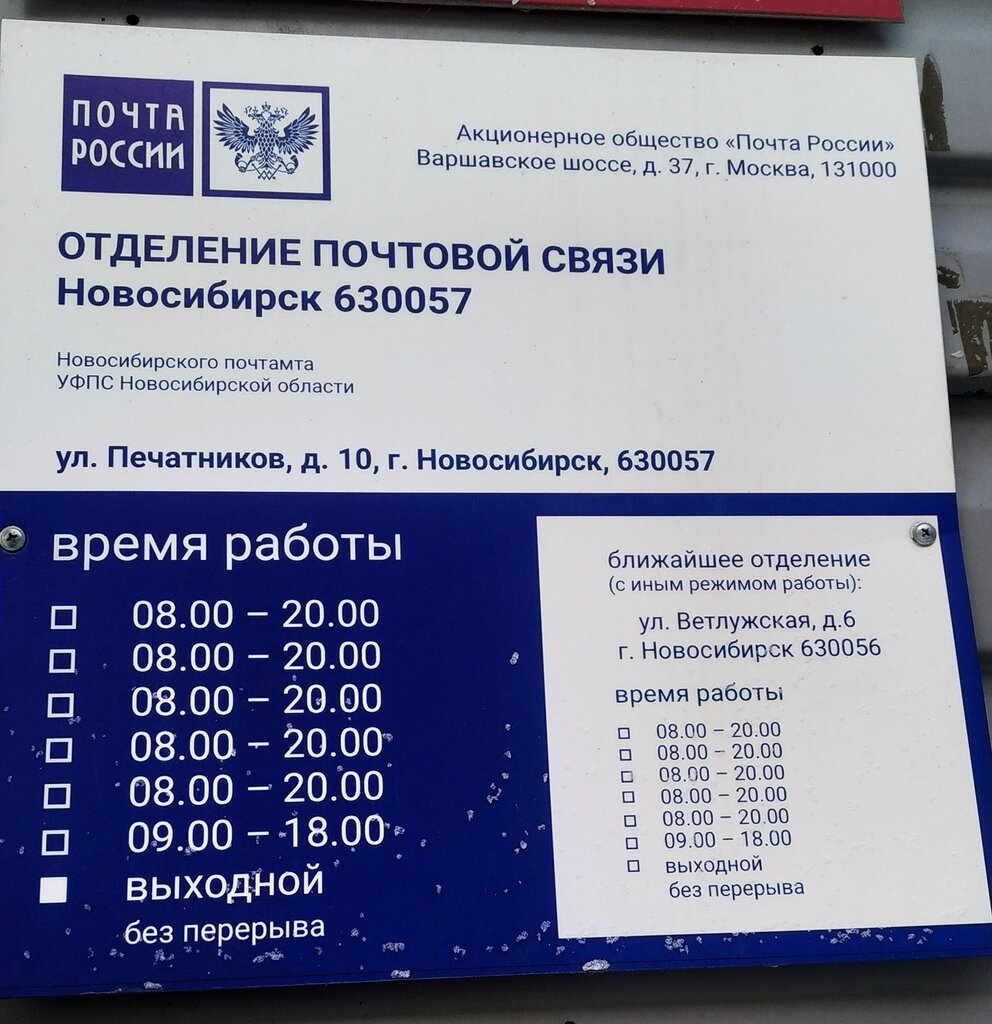 ПОЧТА
РОССИИ
Акционерное общество «Почта России»
Варшавское шоссе, д. 37, г. Москва, 131000
ОТДЕЛЕНИЕ ПОЧТОВОЙ СВЯЗИ
Новосибирск 630057
Новосибирского почтамта
УФПС Новосибирской области
ул. Печатников, д. 10, г. Новосибирск, 630057
время работы
08.00 – 20.00
08.00 – 20.00
08.00 – 20.00
08.00 – 20.00
08.00 – 20.00
09.00 – 18.00
выходной
без перерыва
ближайшее отделение
(с иным режимом работы):
ул. Ветлужская, д.6
г. Новосибирск 630056
время работы
08.00 – 20.00
08.00 – 20.00
08.00 – 20.00
08.00 – 20.00
08.00 – 20.00
09.00 – 18.00
выходной
без перерыва